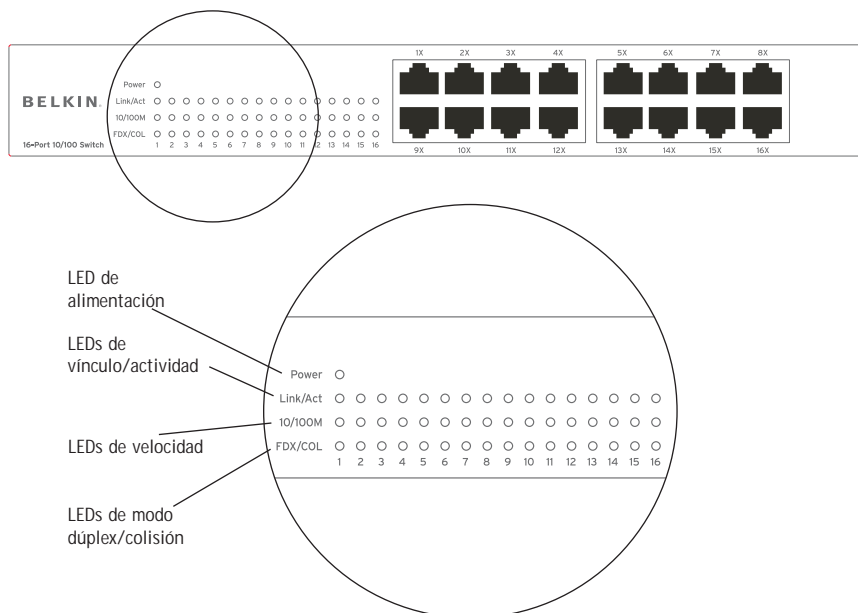 1X 2X 3X 4X 5X 6X 7X 8X
Power
BELKIN.
Link/Act
10/100M
FDX/COL
16-Port 10/100 Switch
1 2 3 4 5 6 7 8 9 10 11 12 13 14 15 16
9X 10X 11X 12X 13X 14X 15X 16X
LED de
alimentación
LEDs de
vínculo/actividad
LEDs de velocidad
LEDs de modo
dúplex/colisión
Power
Link/Act
10/100M
FDX/COL
1 2 3 4 5 6 7 8 9 10 11 12 13 14 15 16